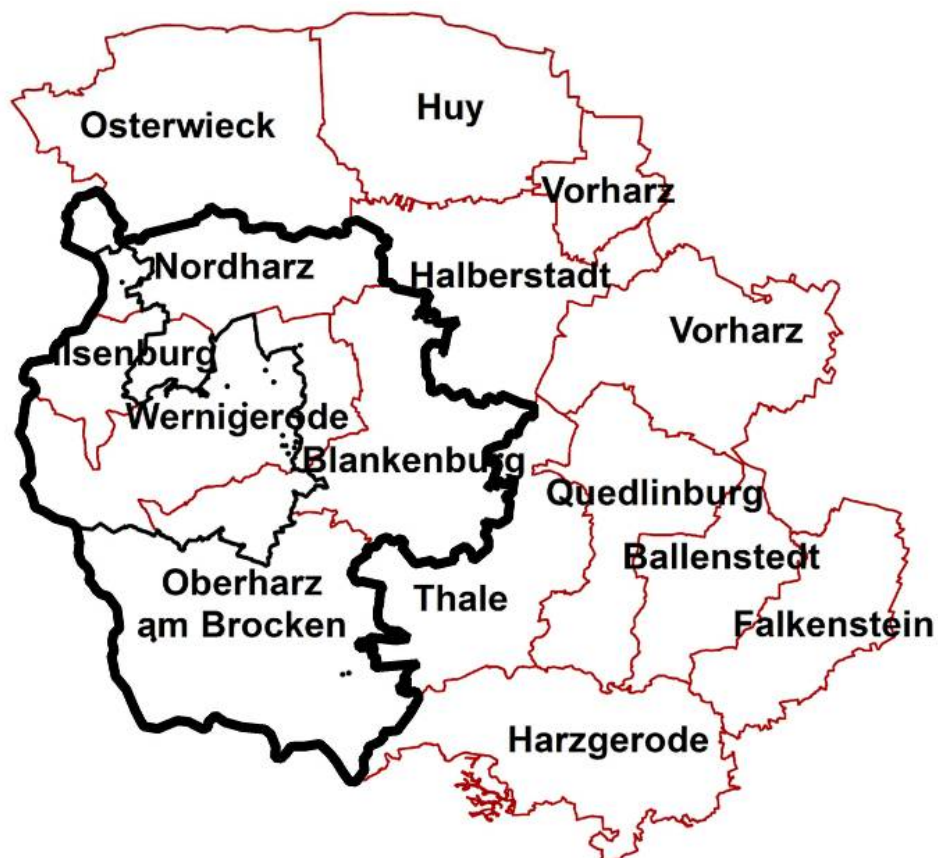 Huy
Osterwieck
Vorharz
Nordharz
Halberstadt
Vorharz
Ilsenburg
Wernigerode
Blankenburg
Quedlinburg
Ballenstedt
Oberharz
am Brocken
Thale
Falkenstein
Harzgerode